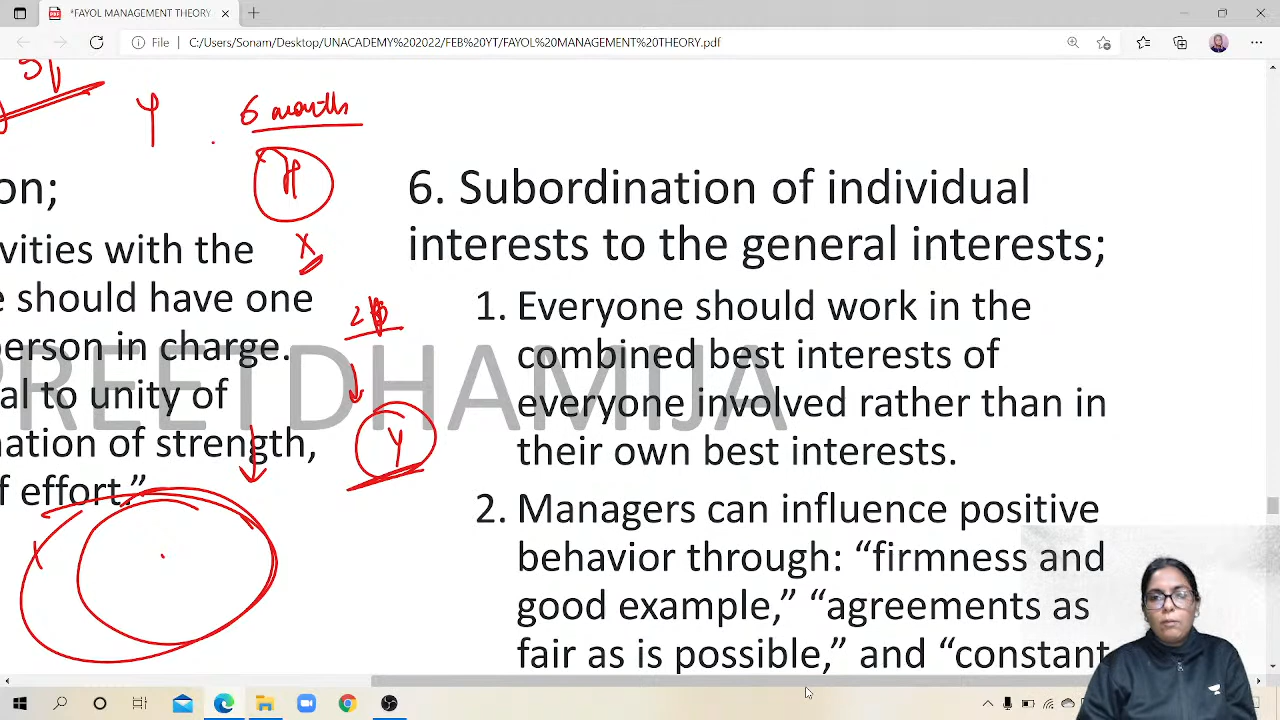 *FAYOL MANAGEMENT THEORY
File
C:/Users/Sonam/Desktop/UNACADEMY%202022/FEB%20YT/FAYOL%20MANAGEMENT%20THEORY.pdf
6 months
Y
H
X
on;
vities with the
e should have one
person in charge.
al to unity of
nation of strength,
f effort.”
Y
X
PREETDHAMIJA
6. Subordination of individual
interests to the general interests;
1. Everyone should work in the
combined best interests of
everyone involved rather than in
their own best interests.
2. Managers can influence positive
behavior through: “firmness and
good example,” “agreements as
fair as is possible,” and “constant